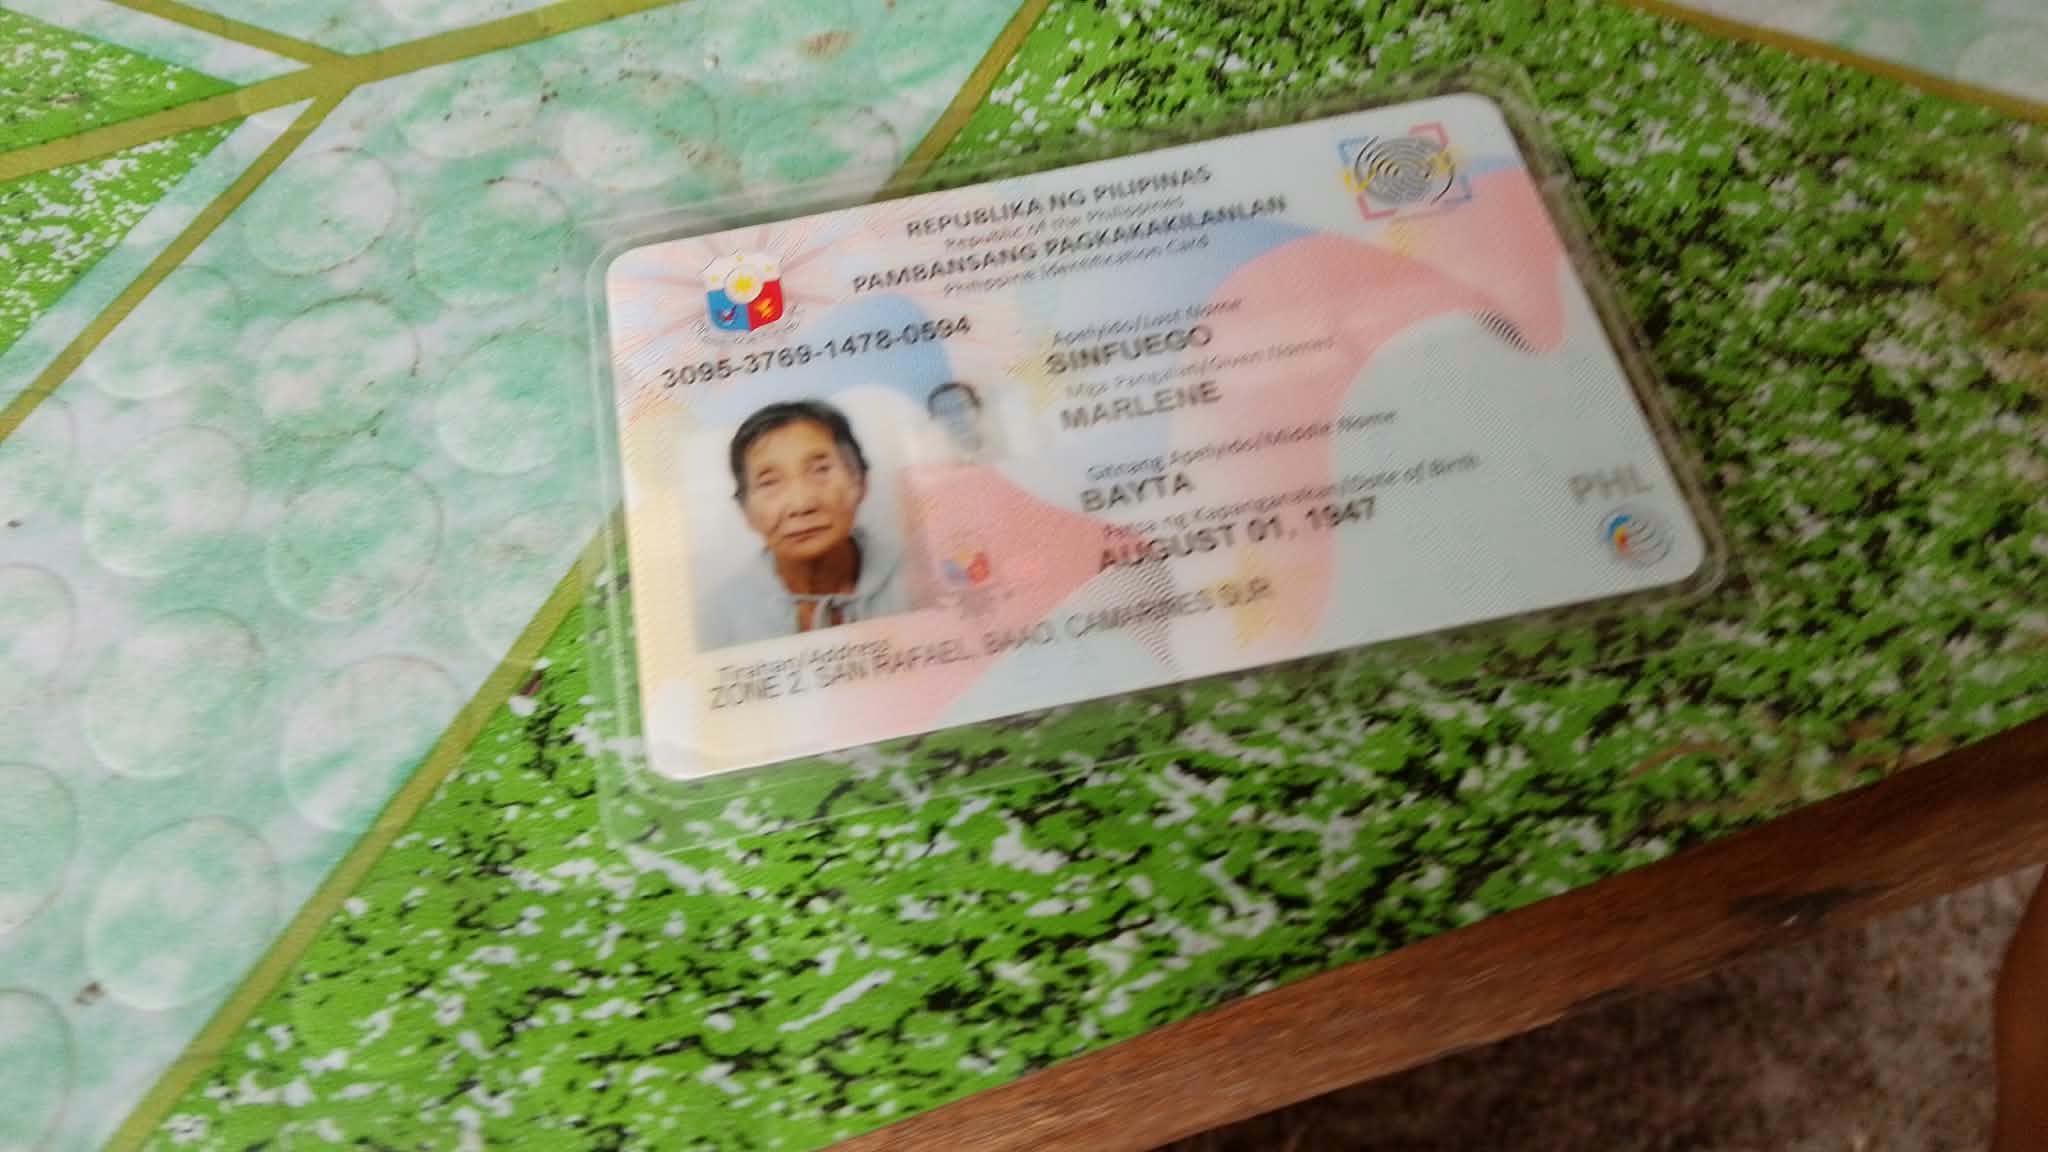 REPUBLIKA NG PILIPINAS
Republic of the Philippines
PAMBANSANG PAGKAKAKILANLAN
Philippine Identification Card
3095-3769-1478-0594
Apelyido/Last Name
SINFUEGO
Mga Pangalan/Given Names
MARLENE
Gitnang Apelyido/Middle Name
BAYTA
Petsa ng Kapanganakan/Date of Birth
AUGUST 01, 1947
PHL
Tirahan/Address
ZONE 2, SAN RAFAEL, BAAO, CAMARINES SUR